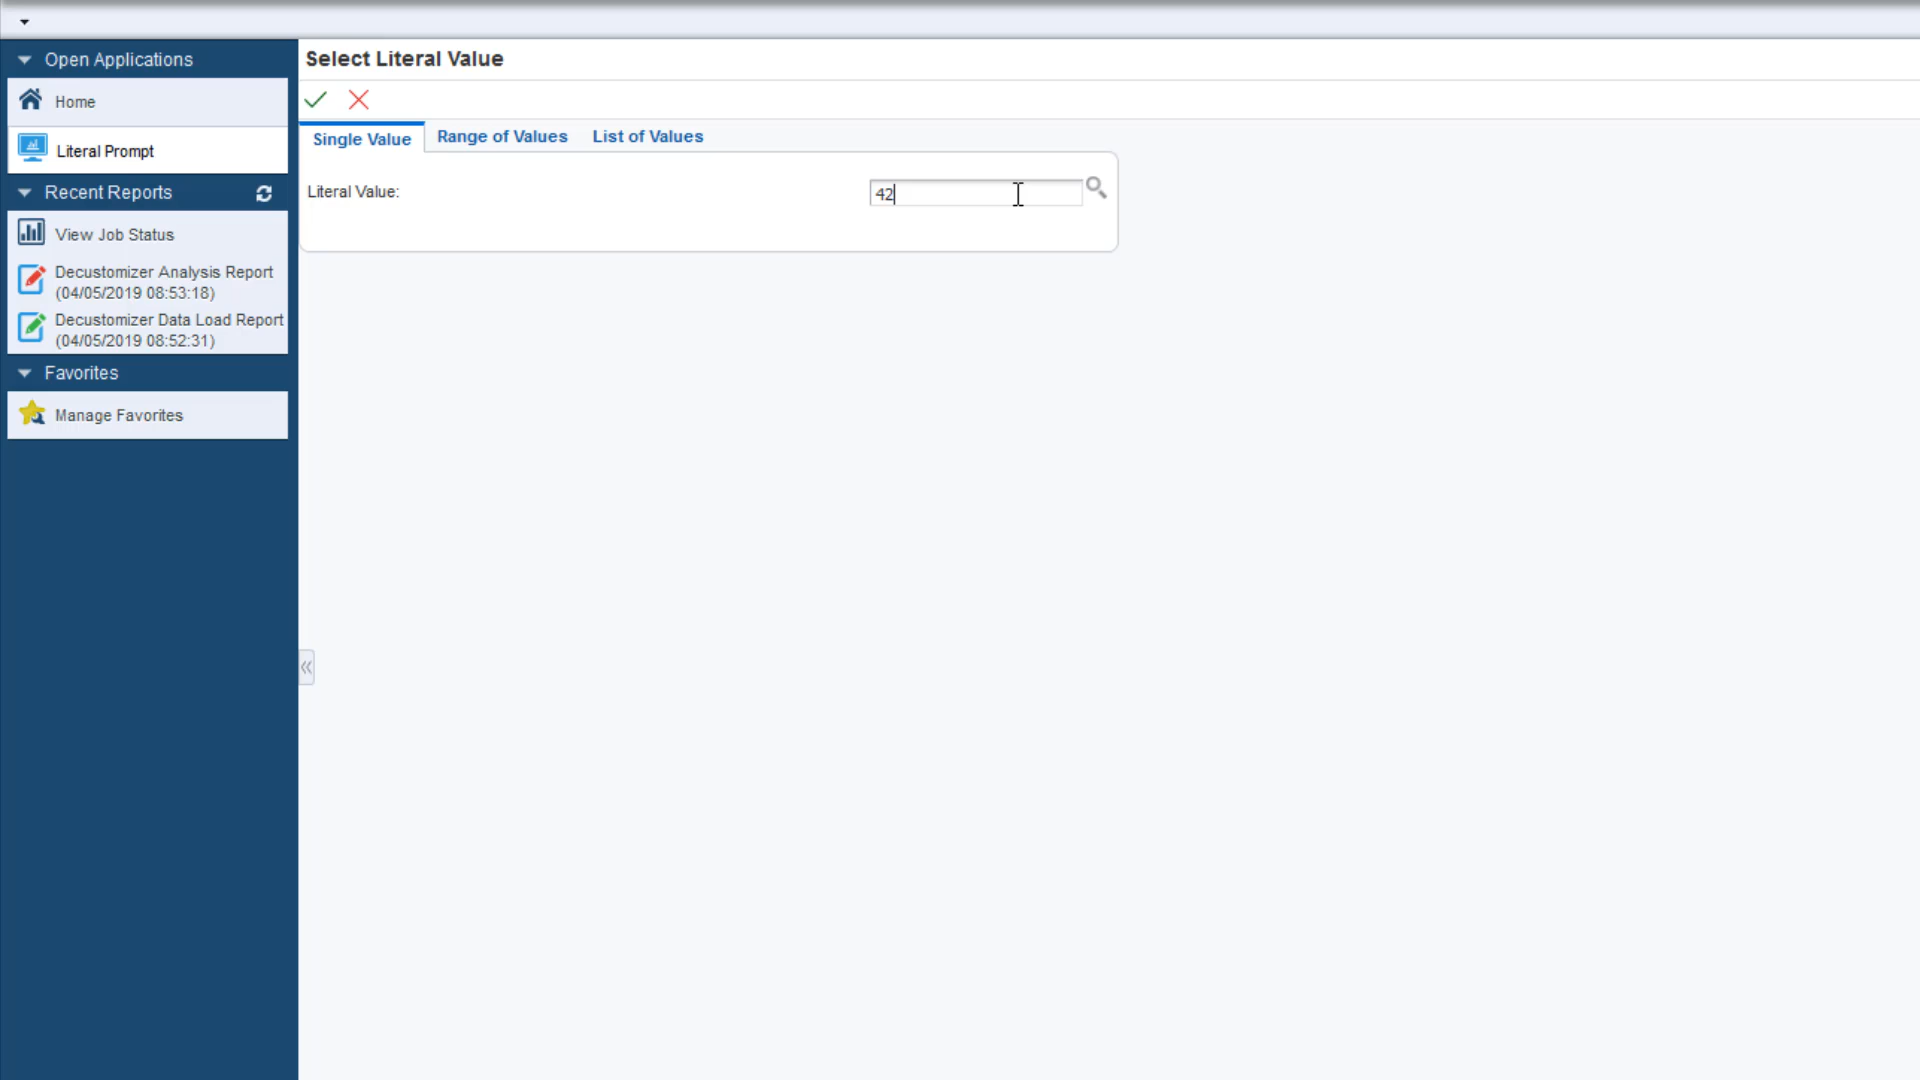 Open Applications
Home
Literal Prompt
Recent Reports
View Job Status
Decustomizer Analysis Report
(04/05/2019 08:53:18)
Decustomizer Data Load Report
(04/05/2019 08:52:31)
Favorites
Manage Favorites
Select Literal Value
Single Value Range of Values List of Values
Literal Value: 42